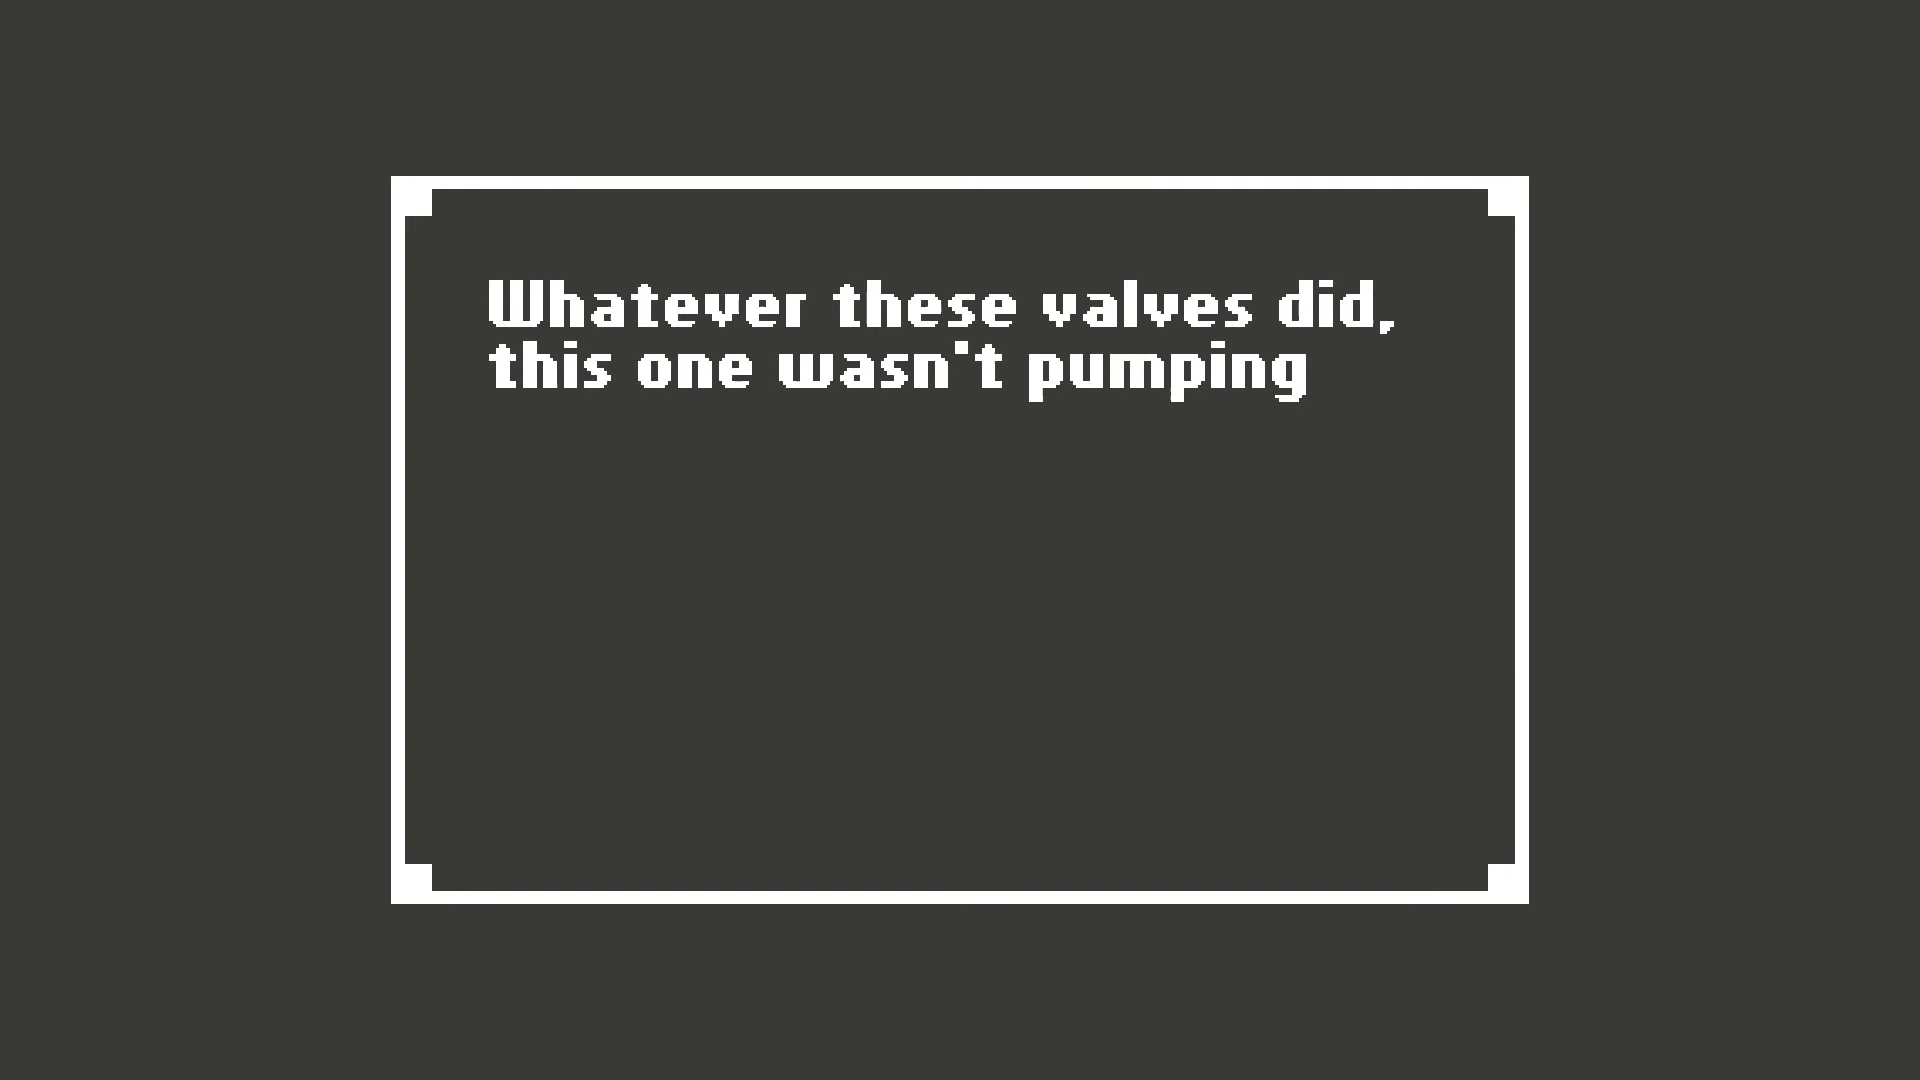 Whatever these valves did,
this one wasn't pumping